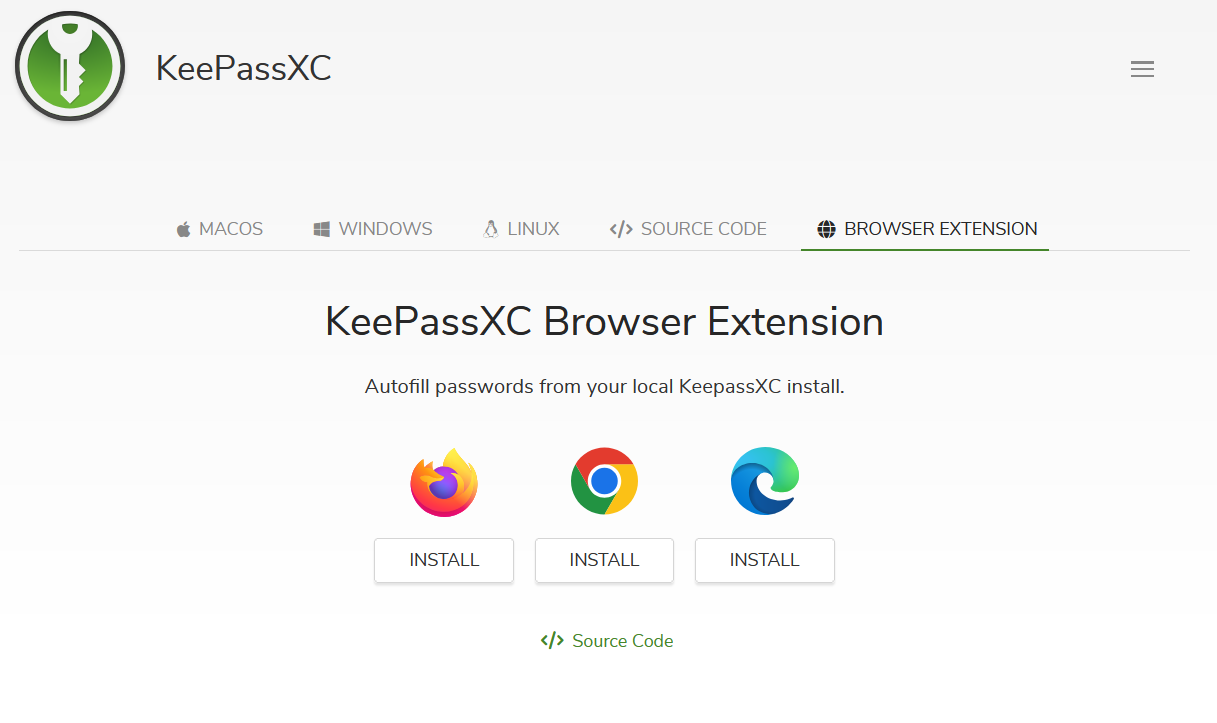 KeePassXC
MACOS WINDOWS LINUX SOURCE CODE BROWSER EXTENSION
KeePassXC Browser Extension
Autofill passwords from your local KeepassXC install.
INSTALL INSTALL INSTALL
Source Code